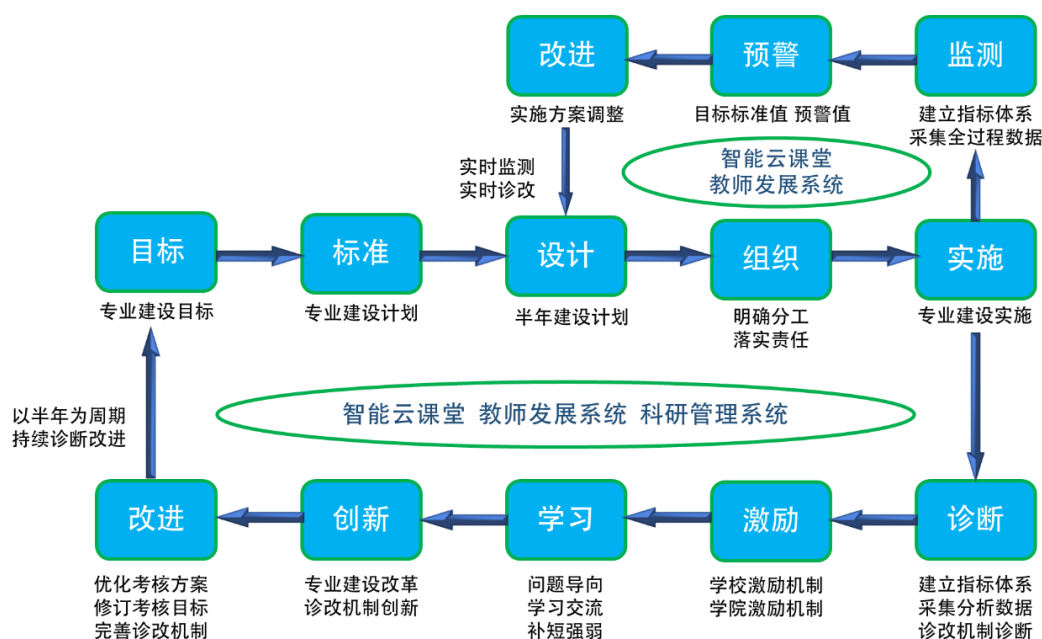 改进
预警
监测
实施方案调整
目标标准值 预警值
建立指标体系
采集全过程数据
实时监测
实时诊改
智能云课堂
教师发展系统
目标
标准
设计
组织
实施
专业建设目标
专业建设计划
半年建设计划
明确分工
落实责任
专业建设实施
以半年为周期
持续诊断改进
智能云课堂 教师发展系统 科研管理系统
改进
创新
学习
激励
诊断
优化考核方案
修订考核目标
完善诊改机制
专业建设改革
诊改机制创新
问题导向
学习交流
补短强弱
学校激励机制
学院激励机制
建立指标体系
采集分析数据
诊改机制诊断